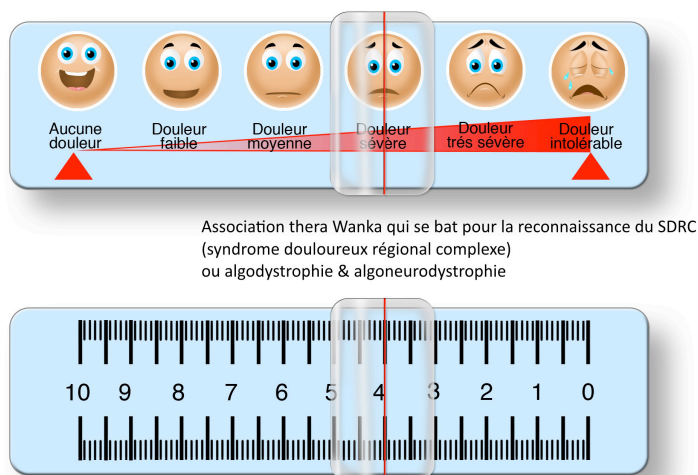 Aucune douleur
Douleur faible
Douleur moyenne
Douleur sévère
Douleur trés sévère
Douleur intolérable
Association thera Wanka qui se bat pour la reconnaissance du SDRC
(syndrome douloureux régional complexe)
ou algodystrophie & algoneurodystrophie
10 9 8 7 6 5 4 3 2 1 0